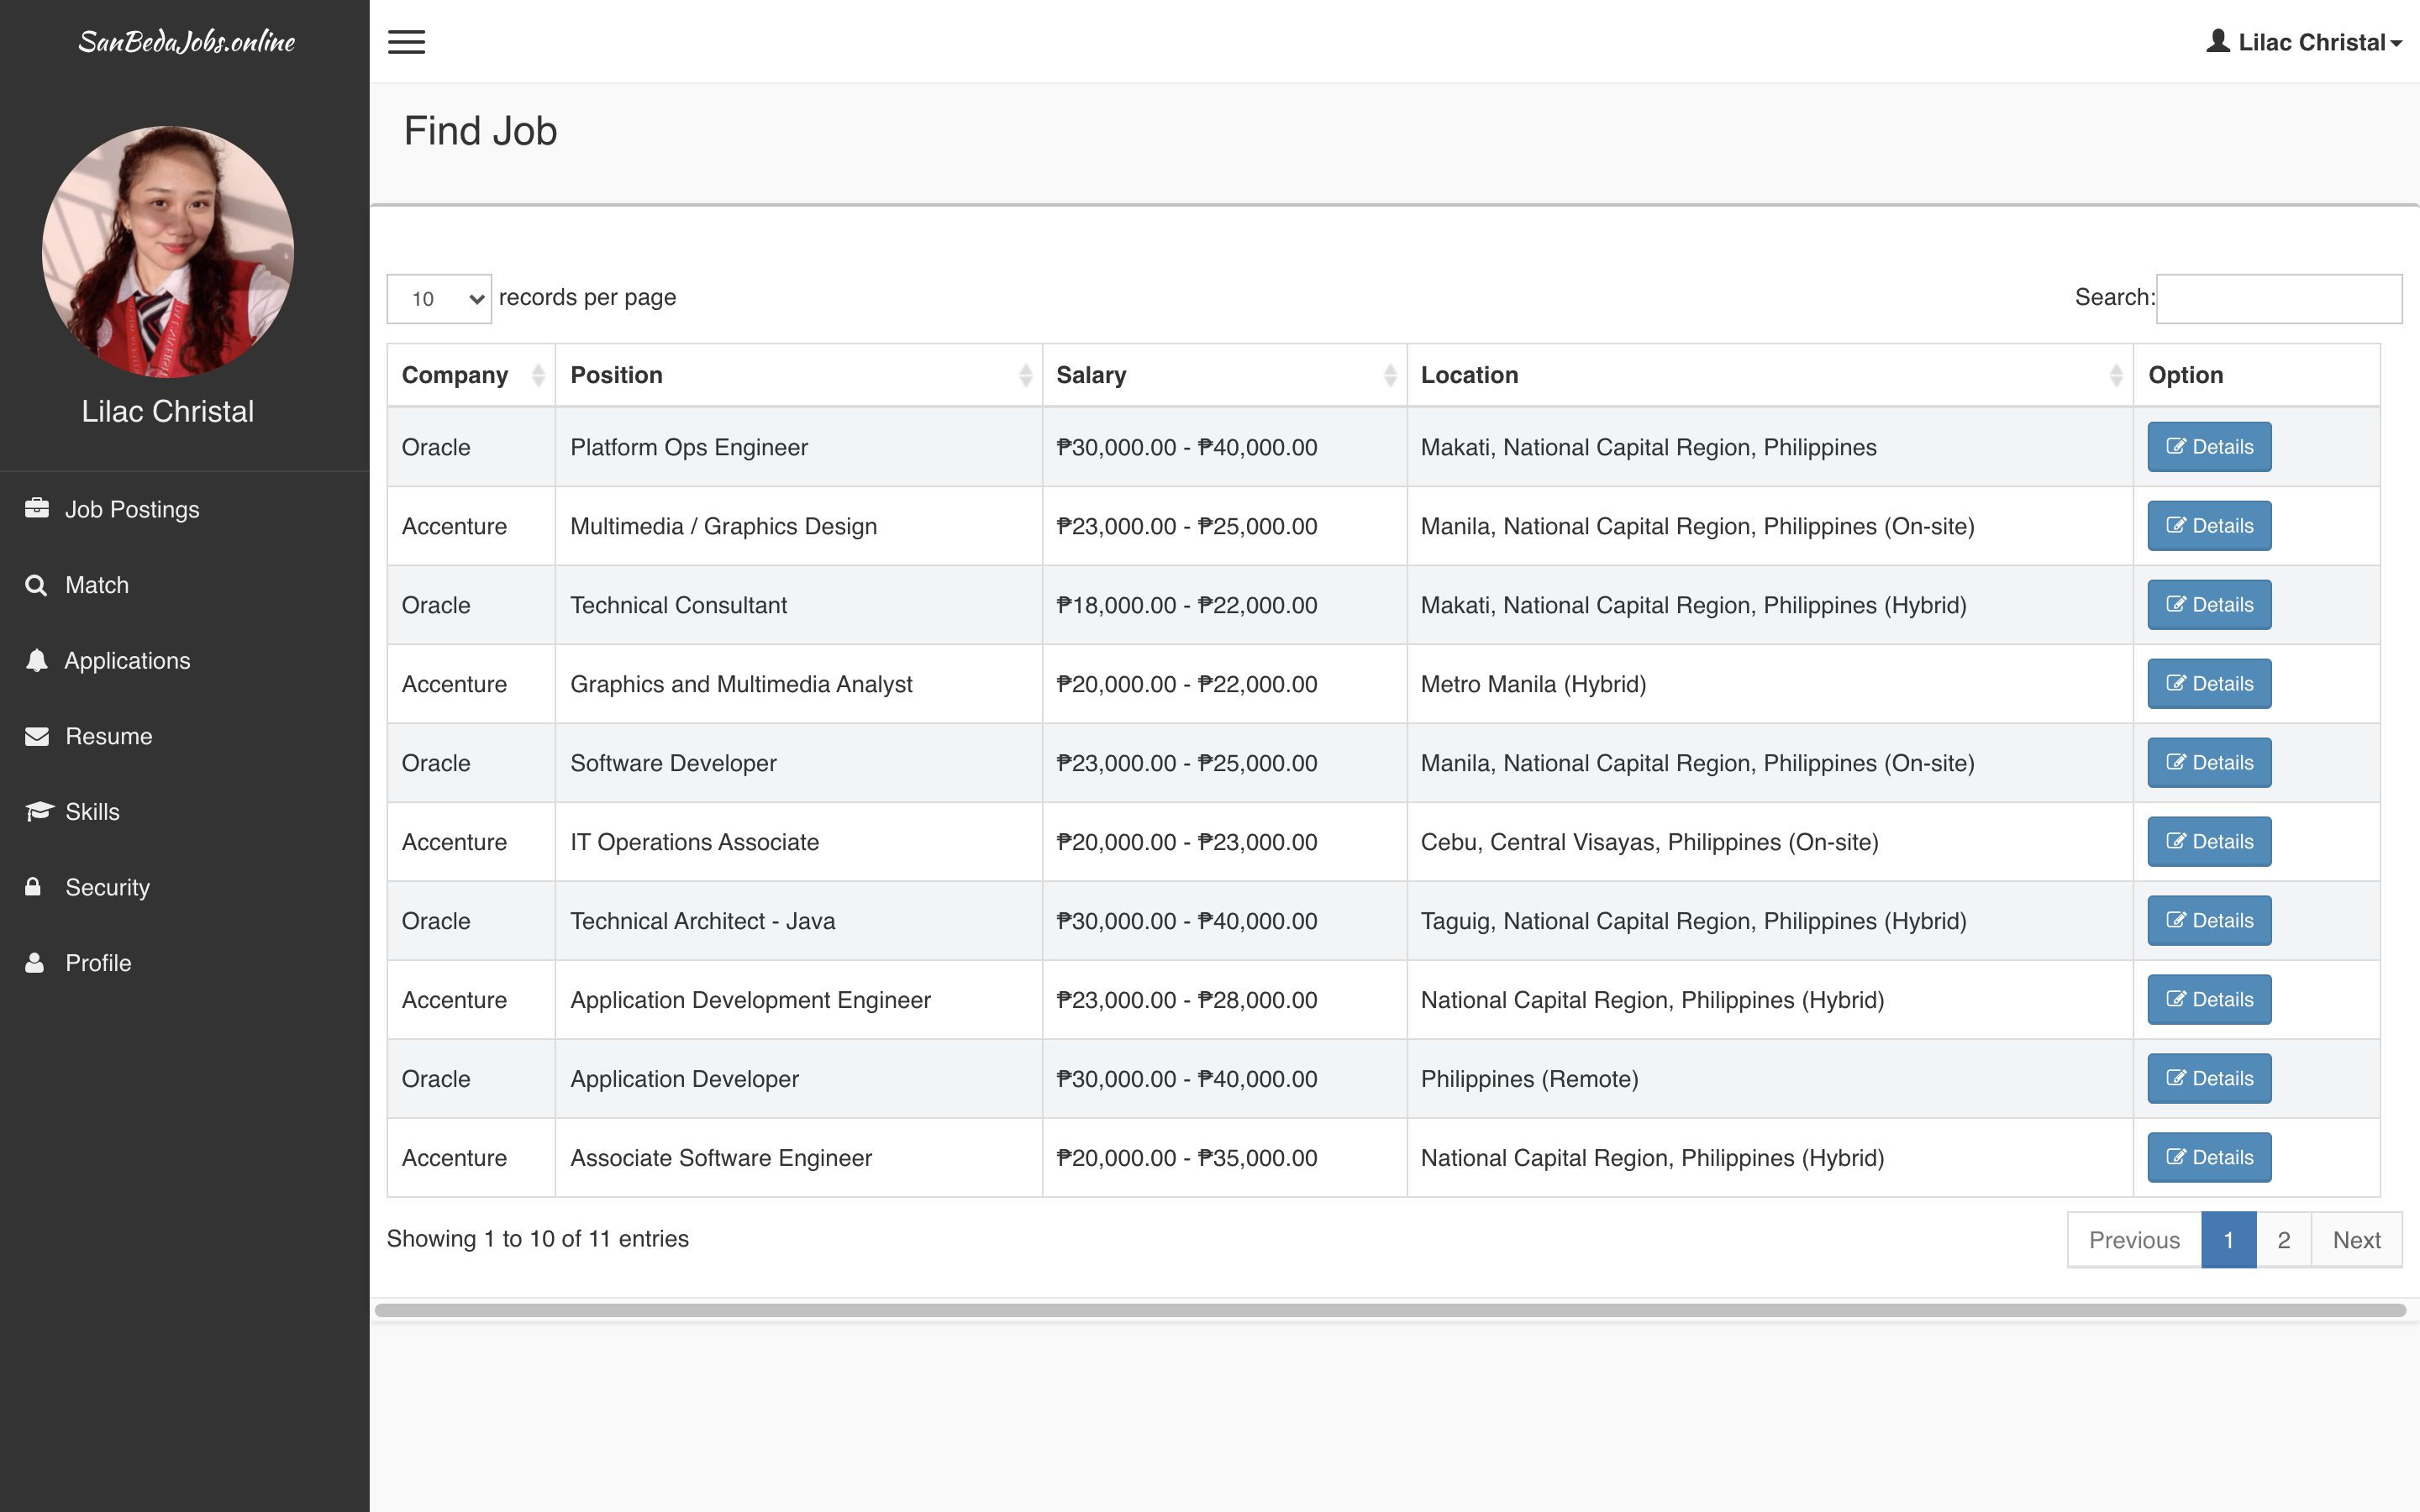 SanBedaJobs.online
Lilac Christal
Lilac Christal
Job Postings
Match
Applications
Resume
Skills
Security
Profile
Find Job
10 records per page
Search:
Company Position Salary Location Option
Oracle Platform Ops Engineer ₱30,000.00 - ₱40,000.00 Makati, National Capital Region, Philippines Details
Accenture Multimedia / Graphics Design ₱23,000.00 - ₱25,000.00 Manila, National Capital Region, Philippines (On-site) Details
Oracle Technical Consultant ₱18,000.00 - ₱22,000.00 Makati, National Capital Region, Philippines (Hybrid) Details
Accenture Graphics and Multimedia Analyst ₱20,000.00 - ₱22,000.00 Metro Manila (Hybrid) Details
Oracle Software Developer ₱23,000.00 - ₱25,000.00 Manila, National Capital Region, Philippines (On-site) Details
Accenture IT Operations Associate ₱20,000.00 - ₱23,000.00 Cebu, Central Visayas, Philippines (On-site) Details
Oracle Technical Architect - Java ₱30,000.00 - ₱40,000.00 Taguig, National Capital Region, Philippines (Hybrid) Details
Accenture Application Development Engineer ₱23,000.00 - ₱28,000.00 National Capital Region, Philippines (Hybrid) Details
Oracle Application Developer ₱30,000.00 - ₱40,000.00 Philippines (Remote) Details
Accenture Associate Software Engineer ₱20,000.00 - ₱35,000.00 National Capital Region, Philippines (Hybrid) Details
Showing 1 to 10 of 11 entries
Previous 1 2 Next